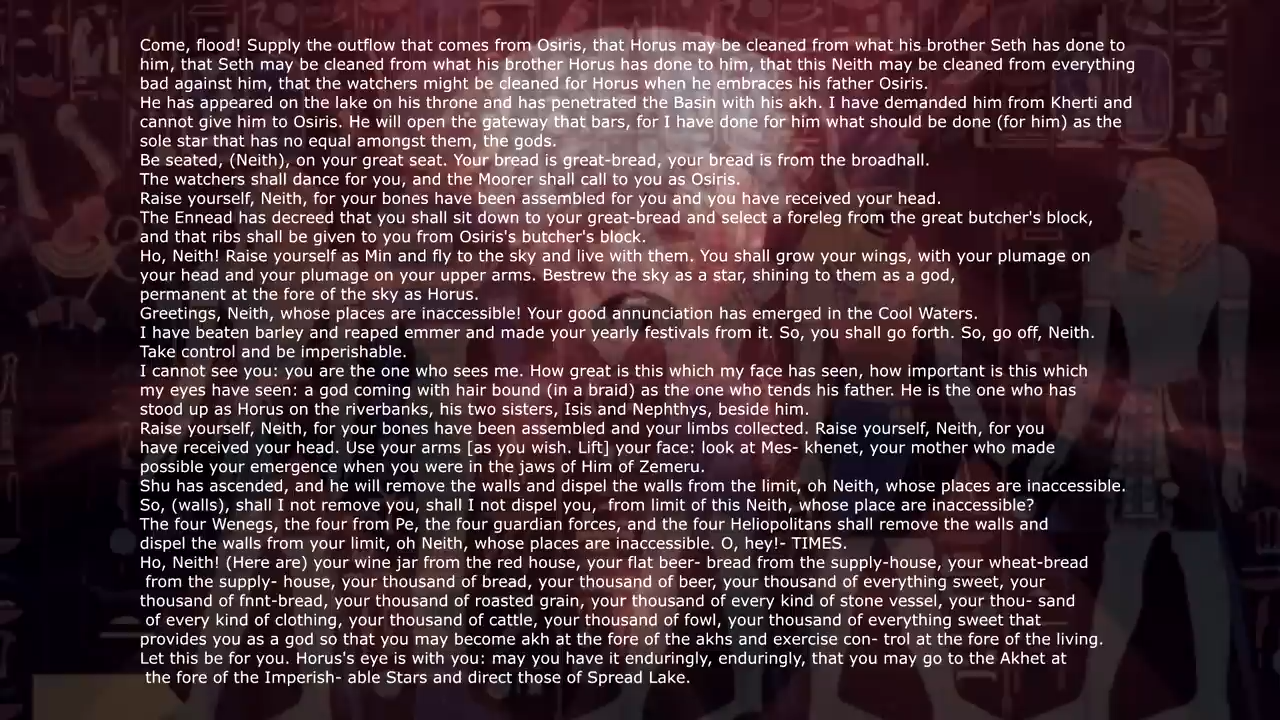 Come, flood! Supply the outflow that comes from Osiris, that Horus may be cleaned from what his brother Seth has done to
him, that Seth may be cleaned from what his brother Horus has done to him, that this Neith may be cleaned from everything
bad against him, that the watchers might be cleaned for Horus when he embraces his father Osiris.
He has appeared on the lake on his throne and has penetrated the Basin with his akh. I have demanded him from Kherti and
cannot give him to Osiris. He will open the gateway that bars, for I have done for him what should be done (for him) as the
sole star that has no equal amongst them, the gods.
Be seated, (Neith), on your great seat. Your bread is great-bread, your bread is from the broadhall.
The watchers shall dance for you, and the Moorer shall call to you as Osiris.
Raise yourself, Neith, for your bones have been assembled for you and you have received your head.
The Ennead has decreed that you shall sit down to your great-bread and select a foreleg from the great butcher's block,
and that ribs shall be given to you from Osiris's butcher's block.
Ho, Neith! Raise yourself as Min and fly to the sky and live with them. You shall grow your wings, with your plumage on
your head and your plumage on your upper arms. Bestrew the sky as a star, shining to them as a god,
permanent at the fore of the sky as Horus.
Greetings, Neith, whose places are inaccessible! Your good annunciation has emerged in the Cool Waters.
I have beaten barley and reaped emmer and made your yearly festivals from it. So, you shall go forth. So, go off, Neith.
Take control and be imperishable.
I cannot see you: you are the one who sees me. How great is this which my face has seen, how important is this which
my eyes have seen: a god coming with hair bound (in a braid) as the one who tends his father. He is the one who has
stood up as Horus on the riverbanks, his two sisters, Isis and Nephthys, beside him.
Raise yourself, Neith, for your bones have been assembled and your limbs collected. Raise yourself, Neith, for you
have received your head. Use your arms [as you wish. Lift] your face: look at Mes- khenet, your mother who made
possible your emergence when you were in the jaws of Him of Zemeru.
Shu has ascended, and he will remove the walls and dispel the walls from the limit, oh Neith, whose places are inaccessible.
So, (walls), shall I not remove you, shall I not dispel you,  from limit of this Neith, whose place are inaccessible?
The four Wenegs, the four from Pe, the four guardian forces, and the four Heliopolitans shall remove the walls and
dispel the walls from your limit, oh Neith, whose places are inaccessible. O, hey!- TIMES.
Ho, Neith! (Here are) your wine jar from the red house, your flat beer- bread from the supply-house, your wheat-bread
from the supply- house, your thousand of bread, your thousand of beer, your thousand of everything sweet, your
thousand of fnnt-bread, your thousand of roasted grain, your thousand of every kind of stone vessel, your thou- sand
of every kind of clothing, your thousand of cattle, your thousand of fowl, your thousand of everything sweet that
provides you as a god so that you may become akh at the fore of the akhs and exercise con- trol at the fore of the living.
Let this be for you. Horus's eye is with you: may you have it enduringly, enduringly, that you may go to the Akhet at
the fore of the Imperish- able Stars and direct those of Spread Lake.